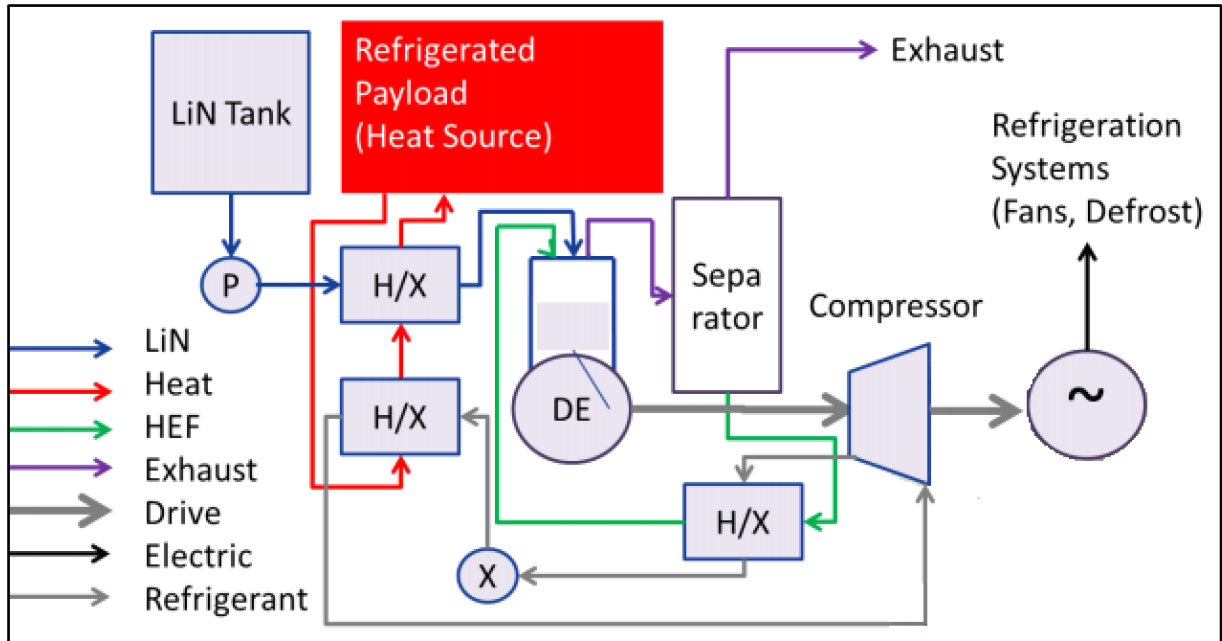 LiN Tank
Refrigerated
Payload
(Heat Source)
Exhaust
Refrigeration
Systems
(Fans, Defrost)
P
H/X
Sepa
rator
Compressor
LiN
Heat
HEF
Exhaust
Drive
Electric
Refrigerant
H/X
DE
~
H/X
X